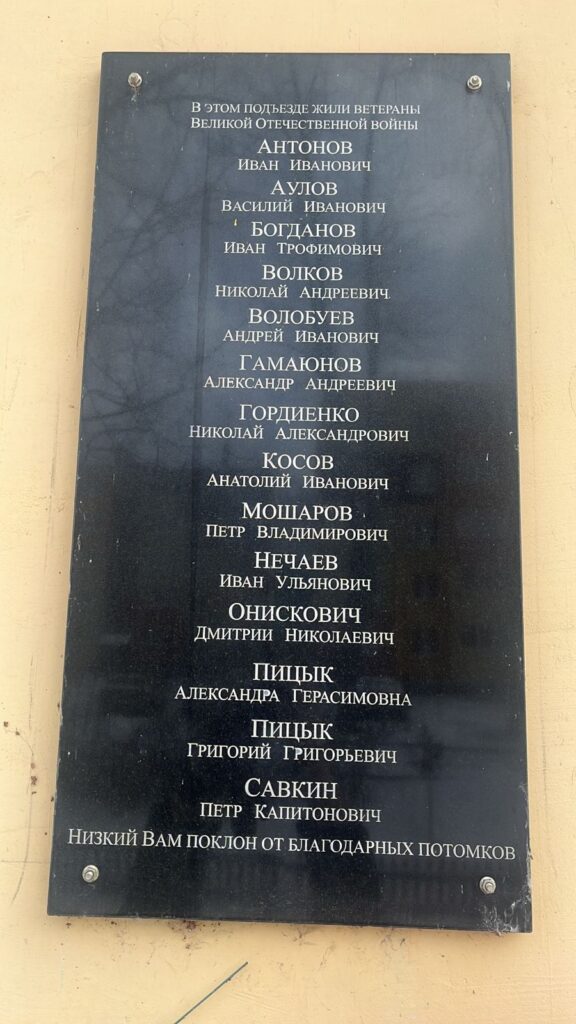 В ЭТОМ ПОДЪЕЗДЕ ЖИЛИ ВЕТЕРАНЫ
ВЕЛИКОЙ ОТЕЧЕСТВЕННОЙ ВОЙНЫ
АНТОНОВ
ИВАН ИВАНОВИЧ
АУЛОВ
ВАСИЛИЙ ИВАНОВИЧ
БОГДАНОВ
ИВАН ТРОФИМОВИЧ
ВОЛКОВ
НИКОЛАЙ АНДРЕЕВИЧ
ВОЛОБУЕВ
АНДРЕЙ ИВАНОВИЧ
ГАМАЮНОВ
АЛЕКСАНДР АНДРЕЕВИЧ
ГОРДИЕНКО
НИКОЛАЙ АЛЕКСАНДРОВИЧ
КОСОВ
АНАТОЛИЙ ИВАНОВИЧ
МОШАРОВ
ПЕТР ВЛАДИМИРОВИЧ
НЕЧАЕВ
ИВАН УЛЬЯНОВИЧ
ОНИСКОВИЧ
ДМИТРИИ НИКОЛАЕВИЧ
ПИЦЫК
АЛЕКСАНДРА ГЕРАСИМОВНА
ПИЦЫК
ГРИГОРИЙ ГРИГОРЬЕВИЧ
САВКИН
ПЕТР КАПИТОНОВИЧ
НИЗКИЙ ВАМ ПОКЛОН ОТ БЛАГОДАРНЫХ ПОТОМКОВ